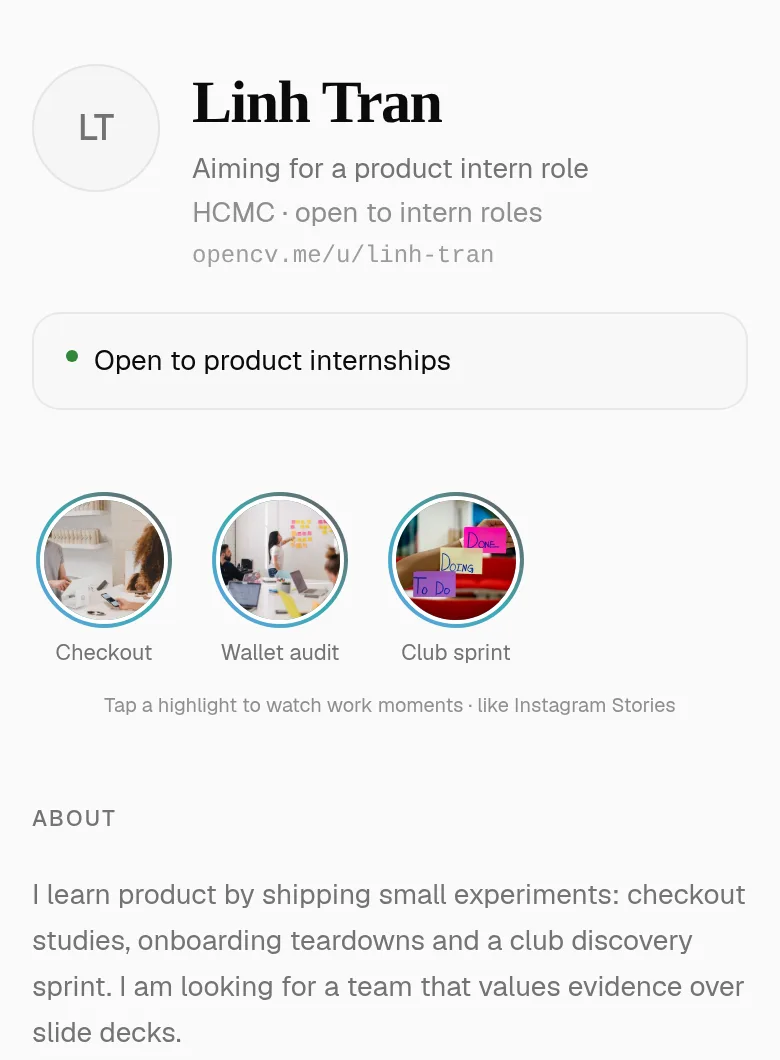 LT
Linh Tran
Aiming for a product intern role
HCMC · open to intern roles
opencv.me/u/linh-tran
Open to product internships
DONE
DOING
To Do
Checkout
Wallet audit
Club sprint
Tap a highlight to watch work moments · like Instagram Stories
ABOUT
I learn product by shipping small experiments: checkout
studies, onboarding teardowns and a club discovery
sprint. I am looking for a team that values evidence over
slide decks.